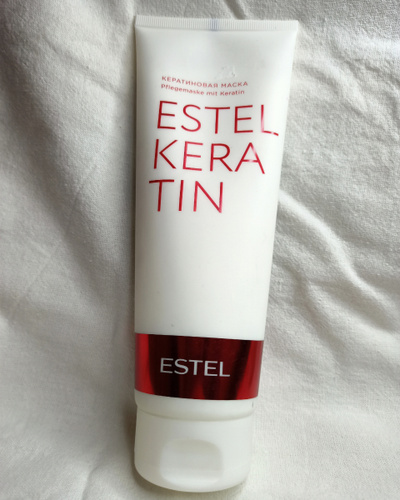 КЕРАТИНОВАЯ МАСКА
Pflegemaske mit Keratin
ESTEL
KERA
TIN
ESTEL